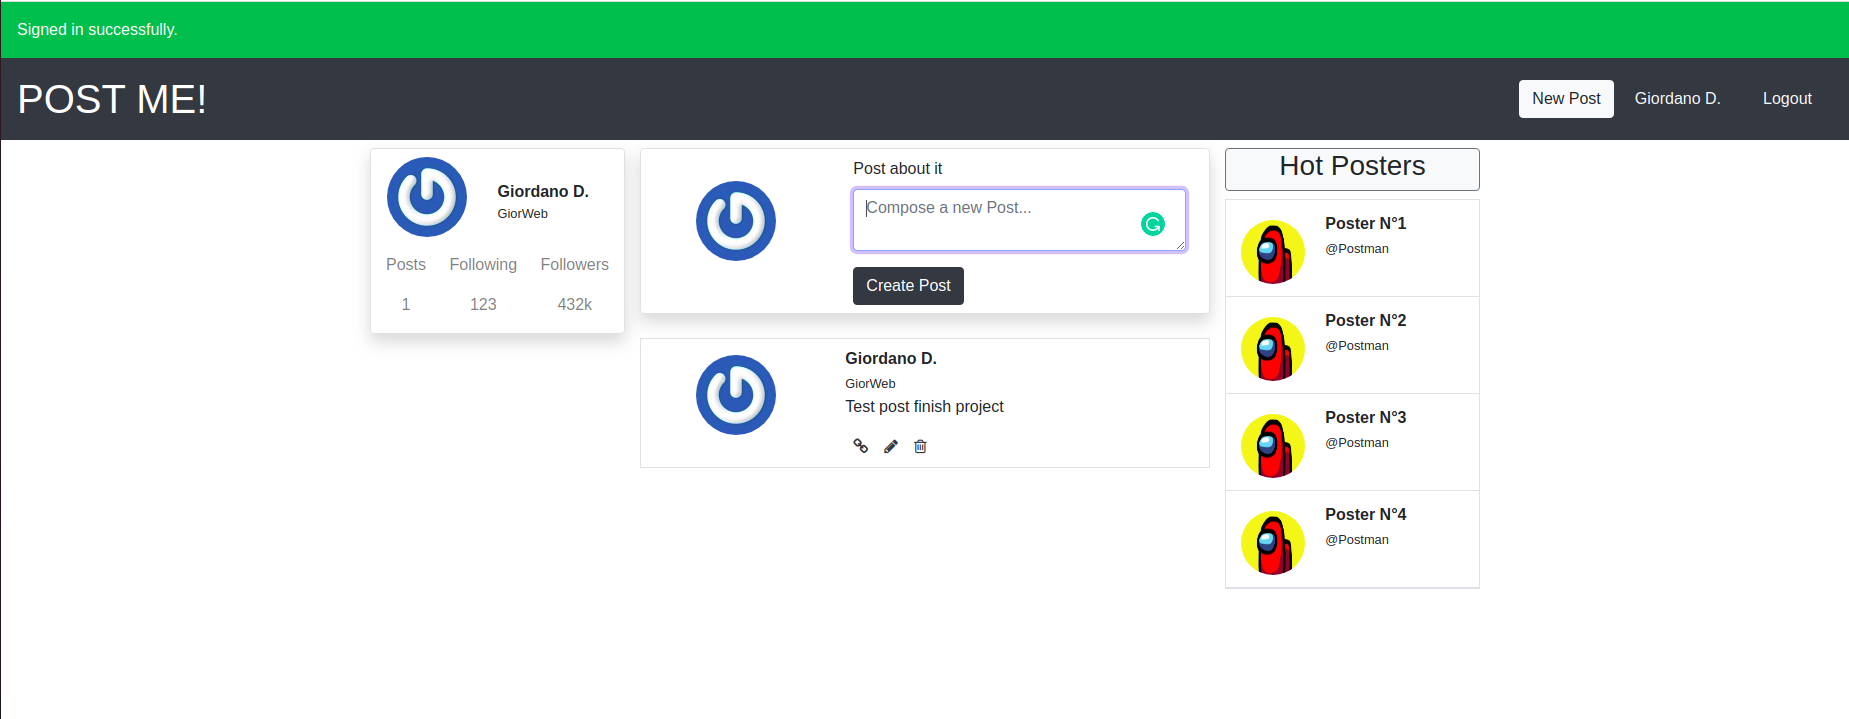 Signed in successfully.
POST ME!
New Post
Giordano D.
Logout
Giordano D.
GiorWeb
Posts Following Followers
1 123 432k
Post about it
Compose a new Post...
Create Post
Giordano D.
GiorWeb
Test post finish project
Hot Posters
Poster N°1
@Postman
Poster N°2
@Postman
Poster N°3
@Postman
Poster N°4
@Postman